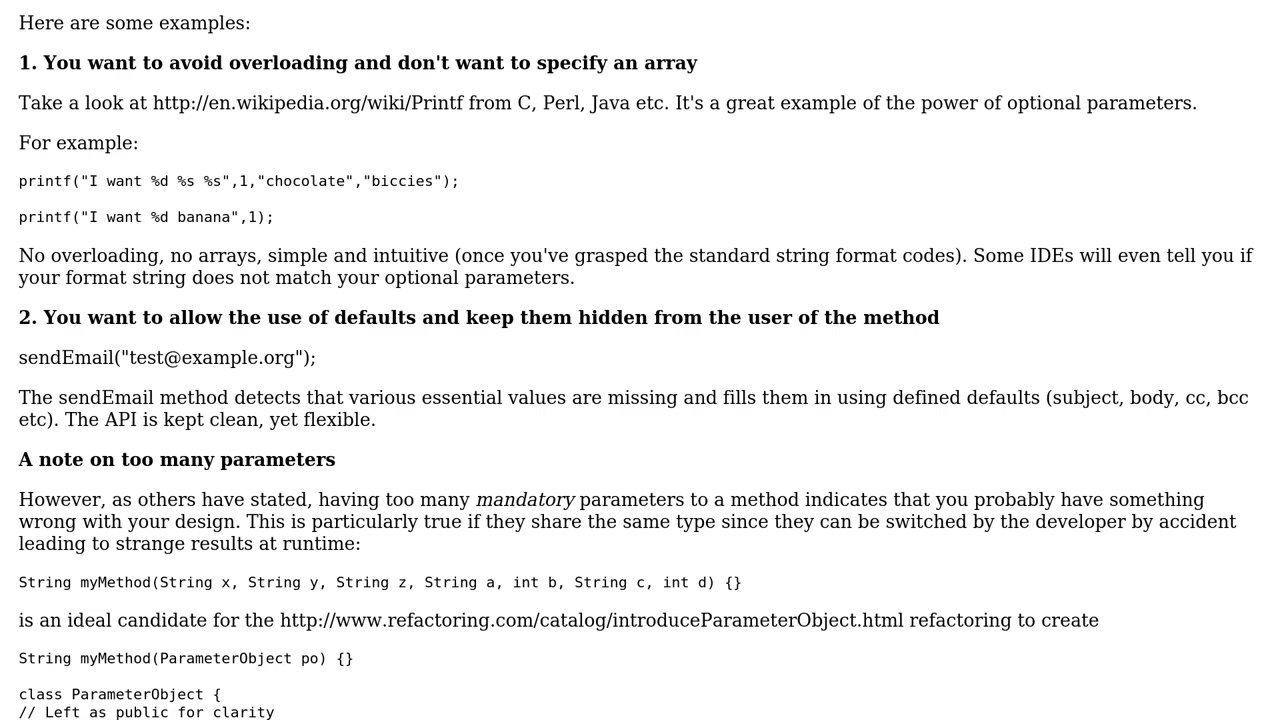 Here are some examples:
1. You want to avoid overloading and don't want to specify an array
Take a look at http://en.wikipedia.org/wiki/Printf from C, Perl, Java etc. It's a great example of the power of optional parameters.
For example:
printf("I want %d %s %s",1,"chocolate","biccies");
printf("I want %d banana",1);
No overloading, no arrays, simple and intuitive (once you've grasped the standard string format codes). Some IDEs will even tell you if
your format string does not match your optional parameters.
2. You want to allow the use of defaults and keep them hidden from the user of the method
sendEmail("test@example.org");
The sendEmail method detects that various essential values are missing and fills them in using defined defaults (subject, body, cc, bcc
etc). The API is kept clean, yet flexible.
A note on too many parameters
However, as others have stated, having too many mandatory parameters to a method indicates that you probably have something
wrong with your design. This is particularly true if they share the same type since they can be switched by the developer by accident
leading to strange results at runtime:
String myMethod(String x, String y, String z, String a, int b, String c, int d) {}
is an ideal candidate for the http://www.refactoring.com/catalog/introduceParameterObject.html refactoring to create
String myMethod(ParameterObject po) {}
class ParameterObject {
// Left as public for clarity